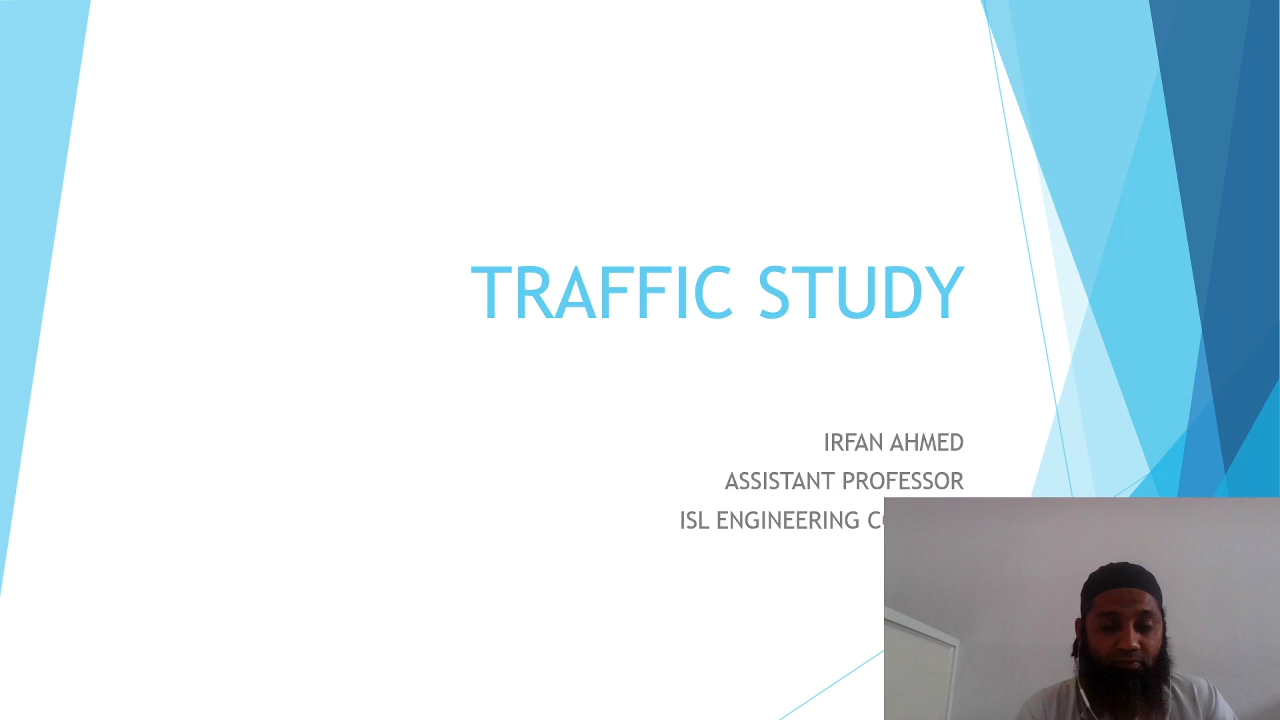 TRAFFIC STUDY
IRFAN AHMED
ASSISTANT PROFESSOR
ISL ENGINEERING